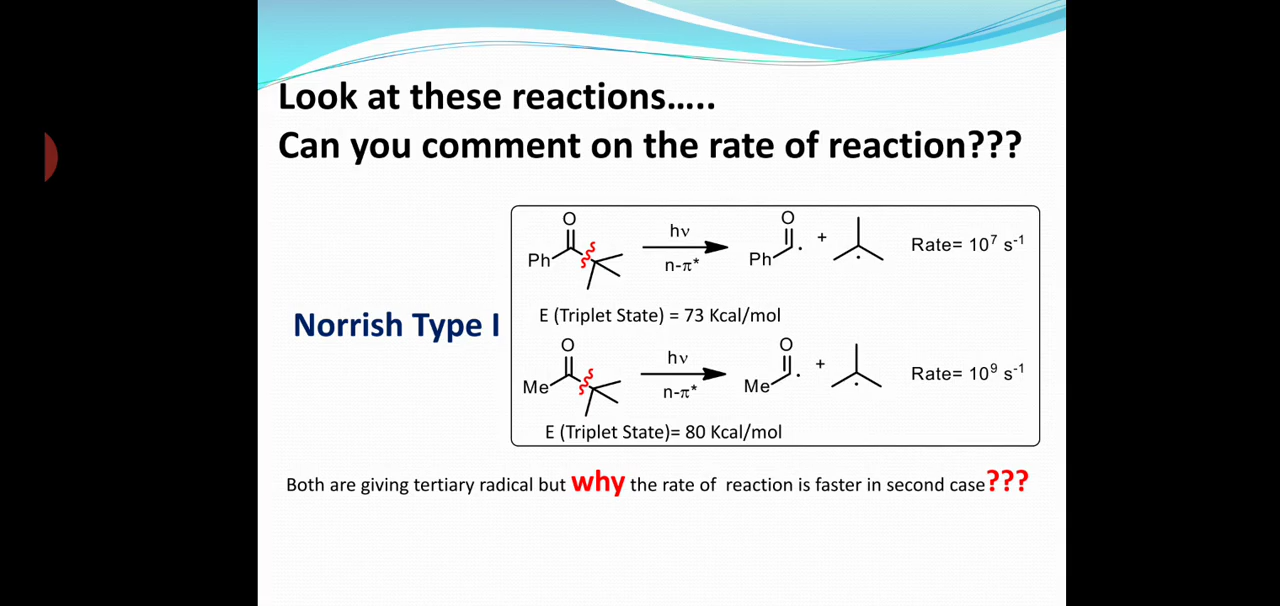 Look at these reactions.....
Can you comment on the rate of reaction???
O
hν
O
+
Rate= 10⁷ s⁻¹
Ph
n-π*
Ph
.
.
E (Triplet State) = 73 Kcal/mol
Norrish Type I
O
hν
O
+
Rate= 10⁹ s⁻¹
Me
n-π*
Me
.
.
E (Triplet State)= 80 Kcal/mol
Both are giving tertiary radical but why the rate of reaction is faster in second case???